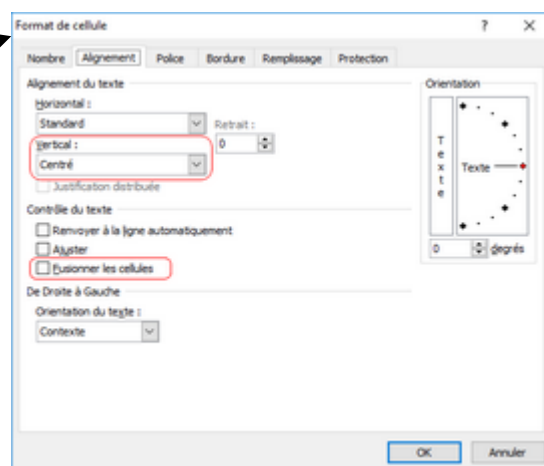 Format de cellule ? X
Nombre Alignement Police Bordure Remplissage Protection
Alignement du texte
Horizontal :
Standard
Retrait :
Vertical :
0
Centré
Justification distribuée
Contrôle du texte
Renvoyer à la ligne automatiquement
Ajuster
Fusionner les cellules
De Droite à Gauche
Orientation du texte :
Contexte
Orientation
Texte
Texte
0 degrés
OK Annuler